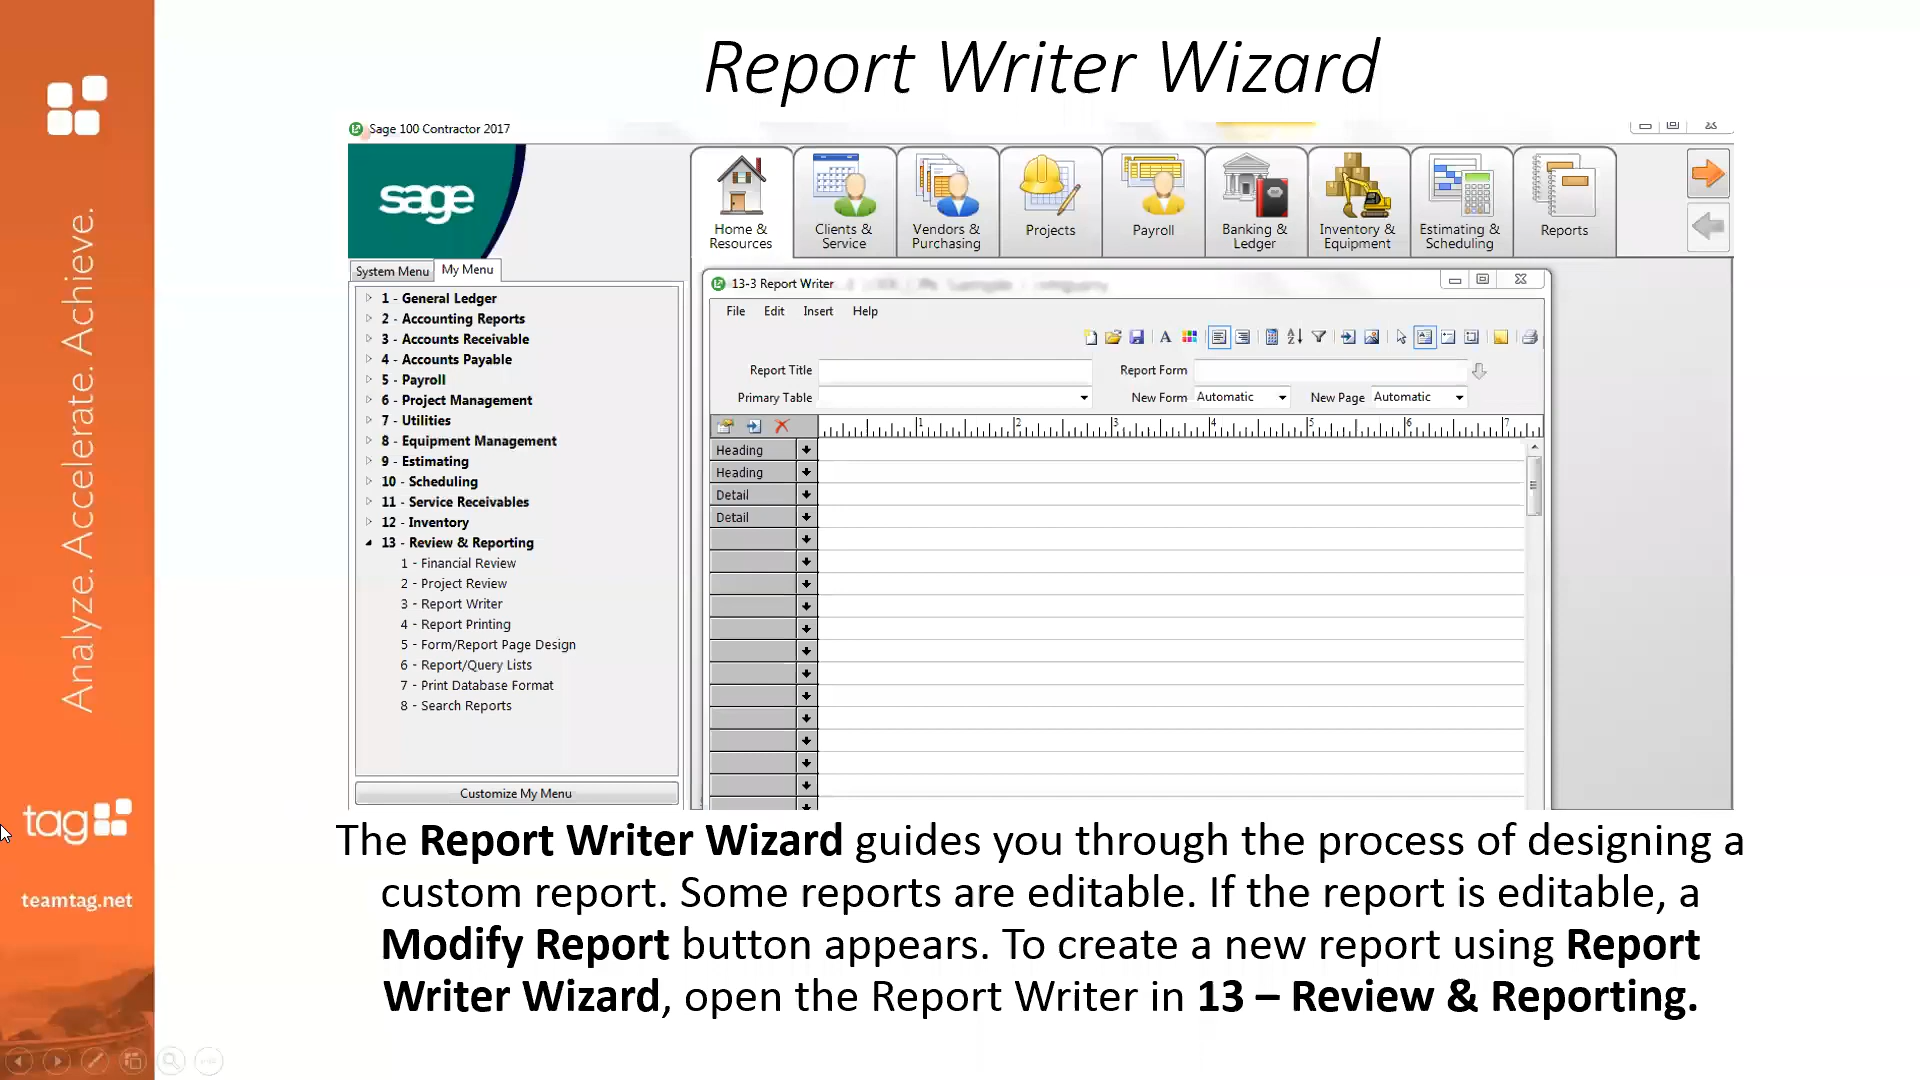 Report Writer Wizard
Sage 100 Contractor 2017
sage
Home &
Resources
Clients &
Service
Vendors &
Purchasing
Projects
Payroll
Banking &
Ledger
Inventory &
Equipment
Estimating &
Scheduling
Reports
System Menu
My Menu
1 - General Ledger
2 - Accounting Reports
3 - Accounts Receivable
4 - Accounts Payable
5 - Payroll
6 - Project Management
7 - Utilities
8 - Equipment Management
9 - Estimating
10 - Scheduling
11 - Service Receivables
12 - Inventory
13 - Review & Reporting
1 - Financial Review
2 - Project Review
3 - Report Writer
4 - Report Printing
5 - Form/Report Page Design
6 - Report/Query Lists
7 - Print Database Format
8 - Search Reports
Customize My Menu
13-3 Report Writer
File Edit Insert Help
Report Title
Report Form
Primary Table
New Form Automatic
New Page Automatic
1 2 3 4 5 6 7
Heading
Heading
Detail
Detail
The Report Writer Wizard guides you through the process of designing a
custom report. Some reports are editable. If the report is editable, a
Modify Report button appears. To create a new report using Report
Writer Wizard, open the Report Writer in 13 – Review & Reporting.
Analyze. Accelerate. Achieve.
tag
teamtag.net